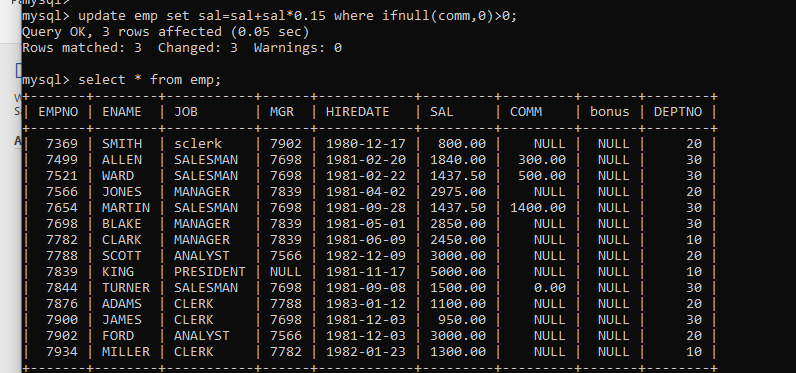 mysql> update emp set sal=sal+sal*0.15 where ifnull(comm,0)>0;
Query OK, 3 rows affected (0.05 sec)
Rows matched: 3  Changed: 3  Warnings: 0

mysql> select * from emp;
+-------+--------+-----------+------+------------+---------+---------+-------+--------+
| EMPNO | ENAME  | JOB       | MGR  | HIREDATE   | SAL     | COMM    | bonus | DEPTNO |
+-------+--------+-----------+------+------------+---------+---------+-------+--------+
|  7369 | SMITH  | sclerk    | 7902 | 1980-12-17 |  800.00 |    NULL |  NULL |     20 |
|  7499 | ALLEN  | SALESMAN  | 7698 | 1981-02-20 | 1840.00 |  300.00 |  NULL |     30 |
|  7521 | WARD   | SALESMAN  | 7698 | 1981-02-22 | 1437.50 |  500.00 |  NULL |     30 |
|  7566 | JONES  | MANAGER   | 7839 | 1981-04-02 | 2975.00 |    NULL |  NULL |     20 |
|  7654 | MARTIN | SALESMAN  | 7698 | 1981-09-28 | 1437.50 | 1400.00 |  NULL |     30 |
|  7698 | BLAKE  | MANAGER   | 7839 | 1981-05-01 | 2850.00 |    NULL |  NULL |     30 |
|  7782 | CLARK  | MANAGER   | 7839 | 1981-06-09 | 2450.00 |    NULL |  NULL |     10 |
|  7788 | SCOTT  | ANALYST   | 7566 | 1982-12-09 | 3000.00 |    NULL |  NULL |     20 |
|  7839 | KING   | PRESIDENT | NULL | 1981-11-17 | 5000.00 |    NULL |  NULL |     10 |
|  7844 | TURNER | SALESMAN  | 7698 | 1981-09-08 | 1500.00 |    0.00 |  NULL |     30 |
|  7876 | ADAMS  | CLERK     | 7788 | 1983-01-12 | 1100.00 |    NULL |  NULL |     20 |
|  7900 | JAMES  | CLERK     | 7698 | 1981-12-03 |  950.00 |    NULL |  NULL |     30 |
|  7902 | FORD   | ANALYST   | 7566 | 1981-12-03 | 3000.00 |    NULL |  NULL |     20 |
|  7934 | MILLER | CLERK     | 7782 | 1982-01-23 | 1300.00 |    NULL |  NULL |     10 |
+-------+--------+-----------+------+------------+---------+---------+-------+--------+